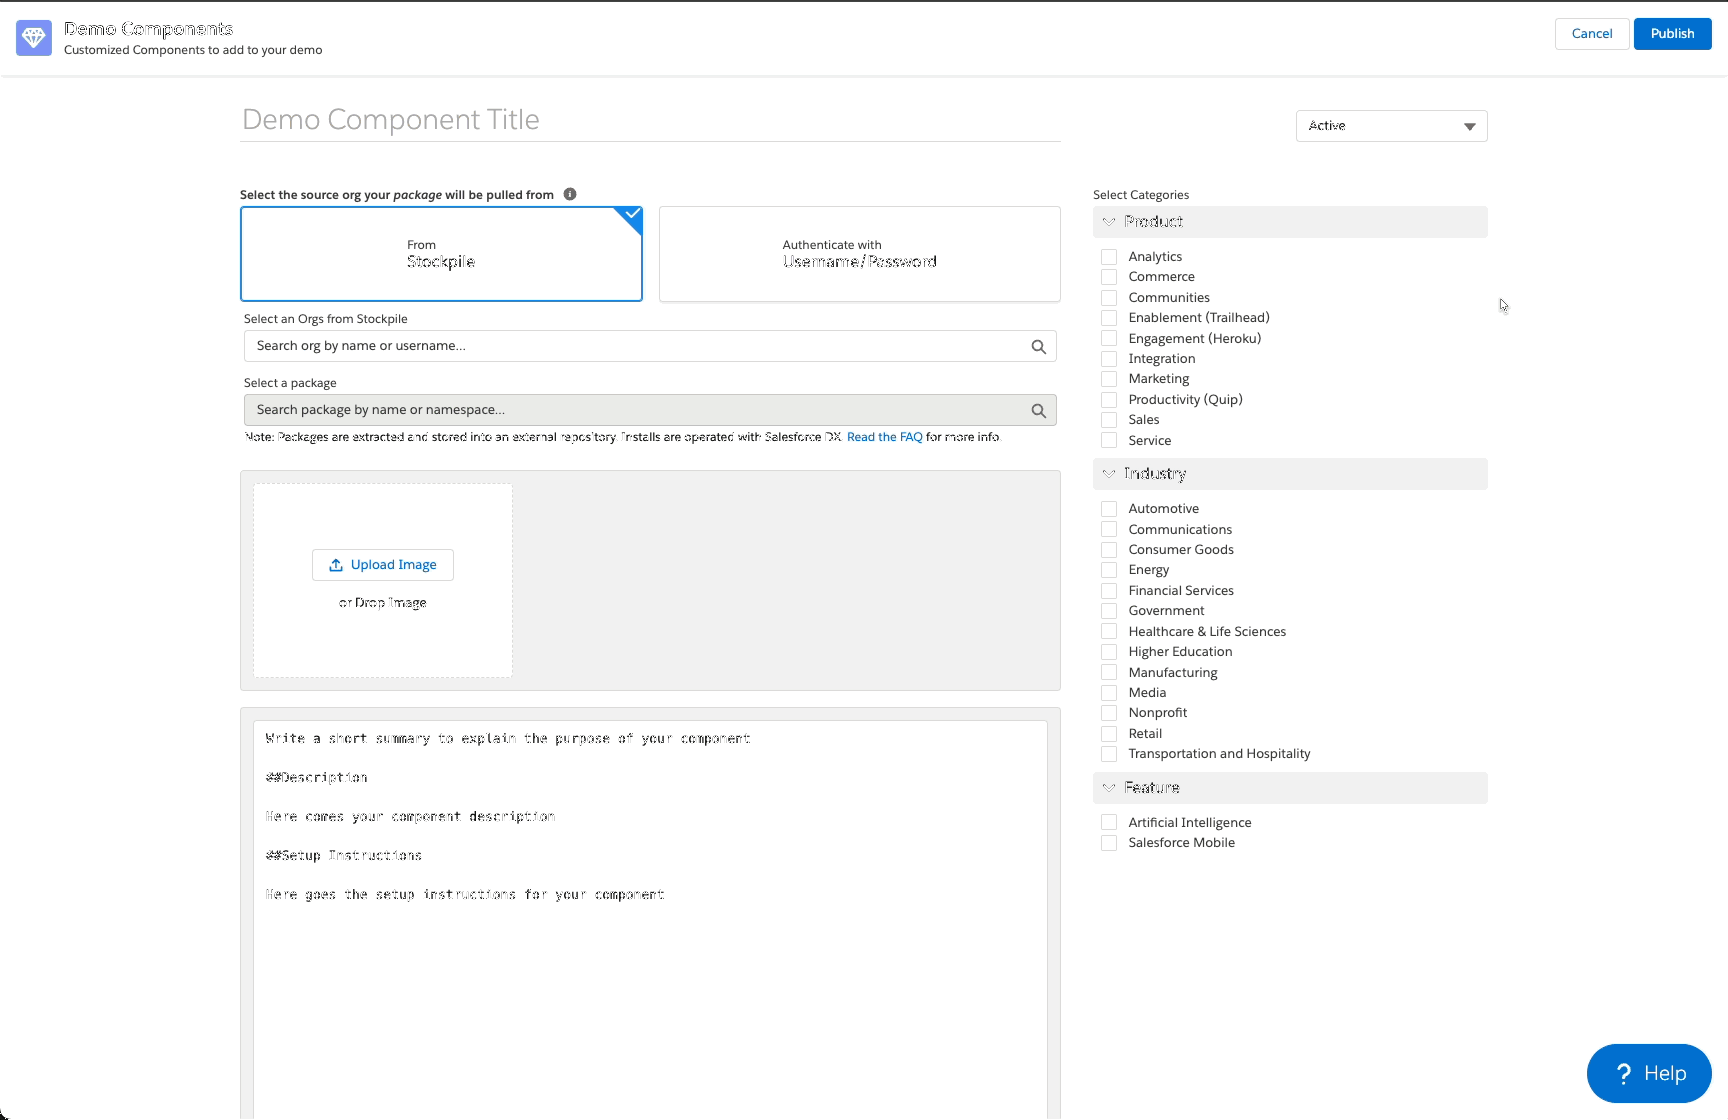 Demo Components
Customized Components to add to your demo
Cancel
Publish
Demo Component Title
Active
Select the source org your package will be pulled from
From
Stockpile
Authenticate with
Username/Password
Select an Orgs from Stockpile
Search org by name or username...
Select a package
Search package by name or namespace...
Note: Packages are extracted and stored into an external repository. Installs are operated with Salesforce DX. Read the FAQ for more info.
Upload Image
or Drop Image
Write a short summary to explain the purpose of your component
##Description
Here comes your component description
##Setup Instructions
Here goes the setup instructions for your component
Select Categories
Product
Analytics
Commerce
Communities
Enablement (Trailhead)
Engagement (Heroku)
Integration
Marketing
Productivity (Quip)
Sales
Service
Industry
Automotive
Communications
Consumer Goods
Energy
Financial Services
Government
Healthcare & Life Sciences
Higher Education
Manufacturing
Media
Nonprofit
Retail
Transportation and Hospitality
Feature
Artificial Intelligence
Salesforce Mobile
? Help